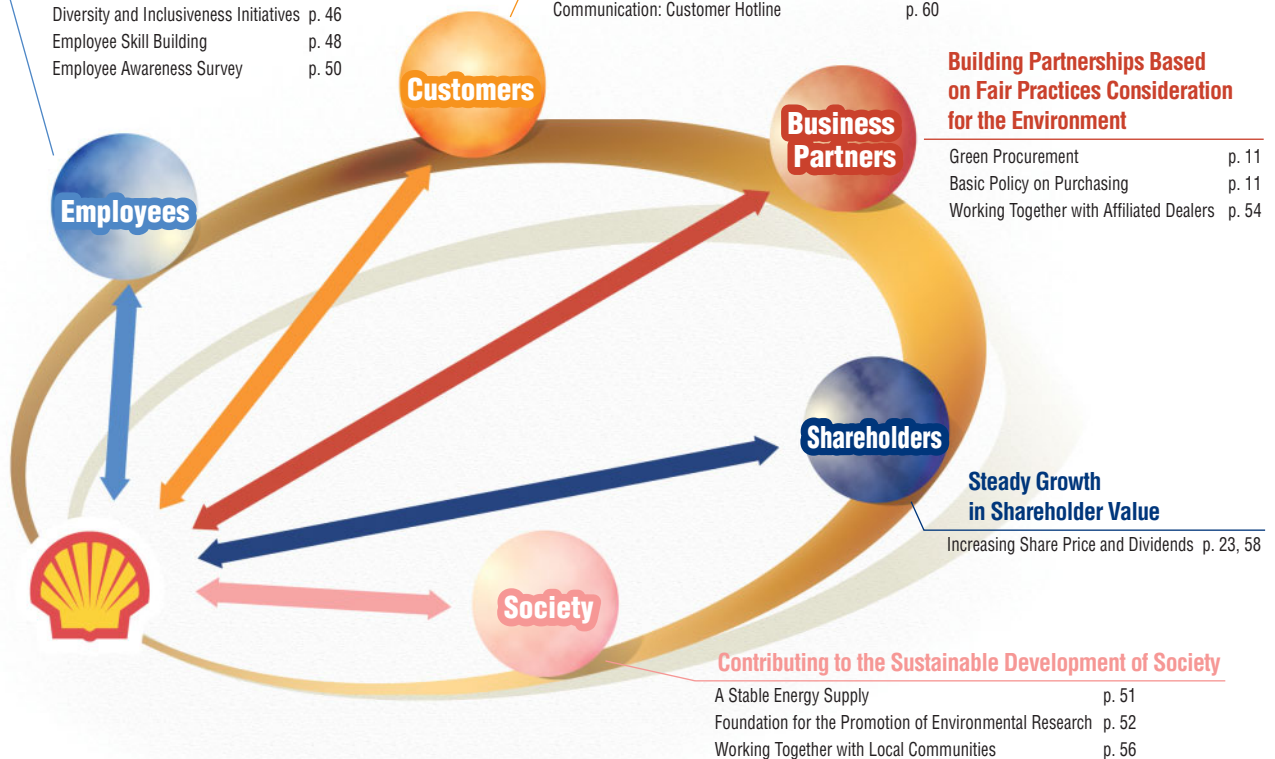 Diversity and Inclusiveness Initiatives p. 46
Employee Skill Building p. 48
Employee Awareness Survey p. 50
Communication: Customer Hotline p. 60
Customers
Building Partnerships Based
on Fair Practices Consideration
for the Environment
Business
Partners
Green Procurement p. 11
Basic Policy on Purchasing p. 11
Working Together with Affiliated Dealers p. 54
Employees
Shareholders
Steady Growth
in Shareholder Value
Increasing Share Price and Dividends p. 23, 58
Society
Contributing to the Sustainable Development of Society
A Stable Energy Supply p. 51
Foundation for the Promotion of Environmental Research p. 52
Working Together with Local Communities p. 56